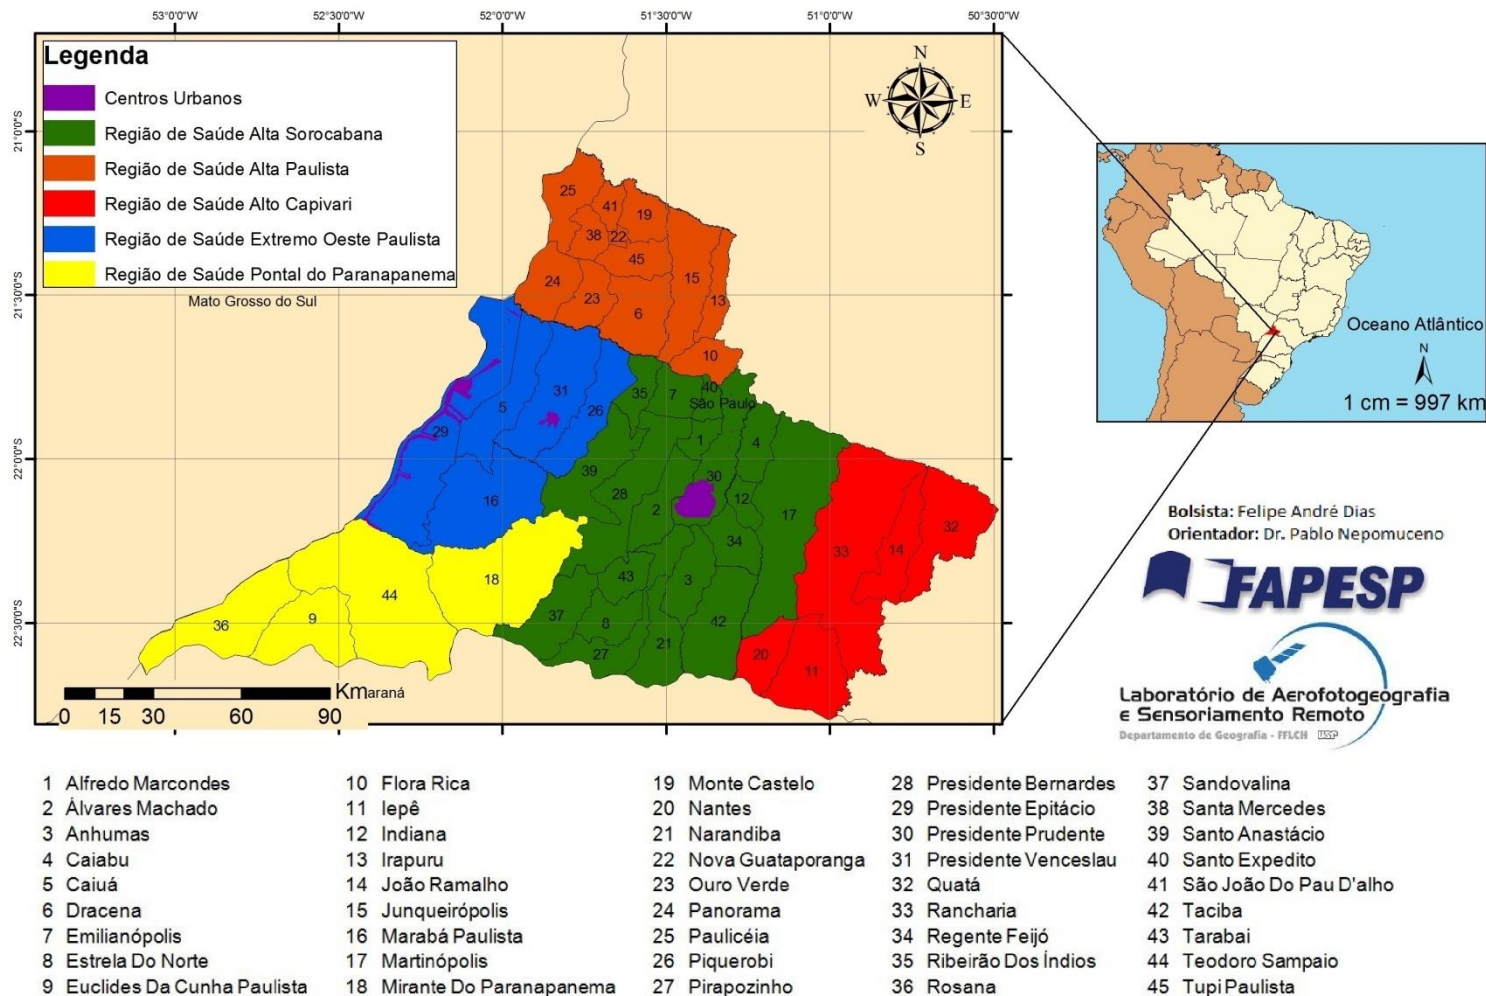 53°0'0"W 52°30'0"W 52°0'0"W 51°30'0"W 51°0'0"W 50°30'0"W
Legenda
Centros Urbanos
Região de Saúde Alta Sorocabana
Região de Saúde Alta Paulista
Região de Saúde Alto Capivari
Região de Saúde Extremo Oeste Paulista
Região de Saúde Pontal do Paranapanema
Mato Grosso do Sul
N
W E
S
21°0'0"S
21°30'0"S
22°0'0"S
22°30'0"S
25
41
19
38
22
45
24
23
15
13
6
10
40
São Paulo
35
7
31
5
26
29
1
4
39
30
28
12
16
2
17
32
34
33
14
18
43
3
44
37
9
8
42
36
21
27
20
11
Km
araná
0 15 30 60 90
Oceano Atlântico
N
1 cm = 997 km
Bolsista: Felipe André Dias
Orientador: Dr. Pablo Nepomuceno
FAPESP
Laboratório de Aerofotogeografia
e Sensoriamento Remoto
Departamento de Geografia - FFLCH USP
1 Alfredo Marcondes
2 Álvares Machado
3 Anhumas
4 Caiabu
5 Caiuá
6 Dracena
7 Emilianópolis
8 Estrela Do Norte
9 Euclides Da Cunha Paulista
10 Flora Rica
11 Iepê
12 Indiana
13 Irapuru
14 João Ramalho
15 Junqueirópolis
16 Marabá Paulista
17 Martinópolis
18 Mirante Do Paranapanema
19 Monte Castelo
20 Nantes
21 Narandiba
22 Nova Guataporanga
23 Ouro Verde
24 Panorama
25 Paulicéia
26 Piquerobi
27 Pirapozinho
28 Presidente Bernardes
29 Presidente Epitácio
30 Presidente Prudente
31 Presidente Venceslau
32 Quatá
33 Rancharia
34 Regente Feijó
35 Ribeirão Dos Índios
36 Rosana
37 Sandovalina
38 Santa Mercedes
39 Santo Anastácio
40 Santo Expedito
41 São João Do Pau D'alho
42 Taciba
43 Tarabai
44 Teodoro Sampaio
45 Tupi Paulista